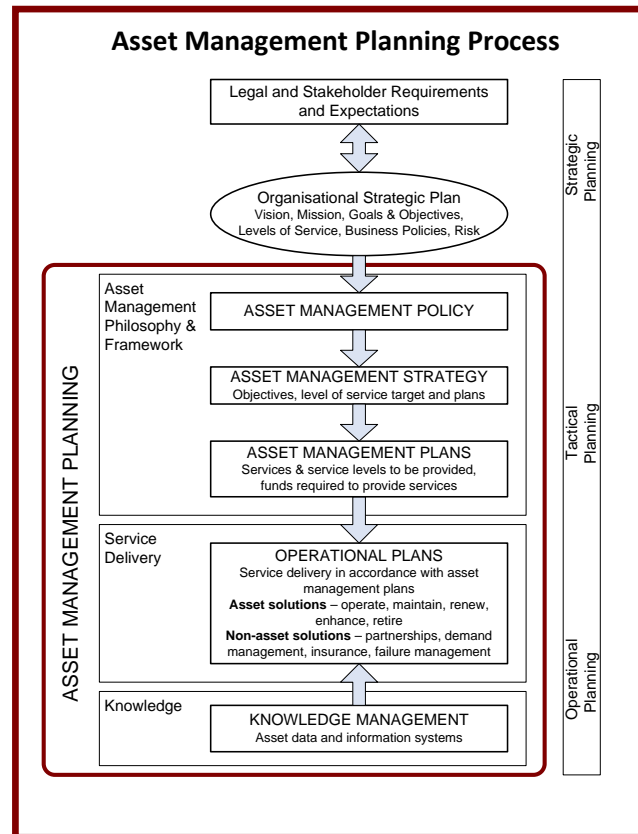 Asset Management Planning Process
Legal and Stakeholder Requirements
and Expectations
Organisational Strategic Plan
Vision, Mission, Goals & Objectives,
Levels of Service, Business Policies, Risk
Strategic
Planning
Asset
Management
Philosophy &
Framework
ASSET MANAGEMENT POLICY
ASSET MANAGEMENT STRATEGY
Objectives, level of service target and plans
ASSET MANAGEMENT PLANS
Services & service levels to be provided,
funds required to provide services
Tactical
Planning
ASSET MANAGEMENT PLANNING
Service
Delivery
OPERATIONAL PLANS
Service delivery in accordance with asset
management plans
Asset solutions – operate, maintain, renew,
enhance, retire
Non-asset solutions – partnerships, demand
management, insurance, failure management
Operational
Planning
Knowledge
KNOWLEDGE MANAGEMENT
Asset data and information systems